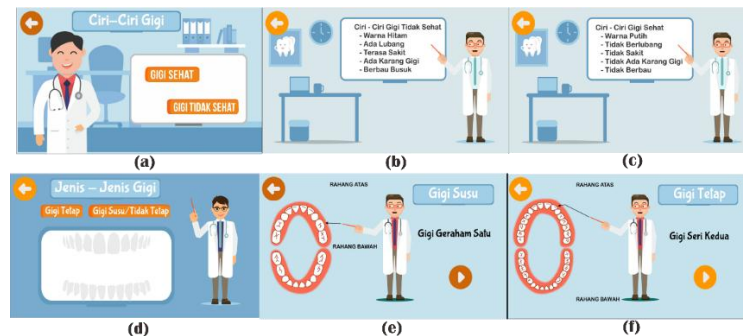 Ciri-Ciri Gigi
GIGI SEHAT
GIGI TIDAK SEHAT
(a)
Ciri - Ciri Gigi Tidak Sehat
- Warna Hitam
- Ada Lubang
- Terasa Sakit
- Ada Karang Gigi
- Berbau Busuk
(b)
Ciri - Ciri Gigi Sehat
- Warna Putih
- Tidak Berlubang
- Tidak Sakit
- Tidak Ada Karang Gigi
- Tidak Berbau
(c)
Jenis - Jenis Gigi
Gigi Tetap
Gigi Susu/Tidak Tetap
(d)
RAHANG ATAS
Gigi Susu
Gigi Geraham Satu
RAHANG BAWAH
(e)
RAHANG ATAS
Gigi Tetap
Gigi Seri Kedua
RAHANG BAWAH
(f)